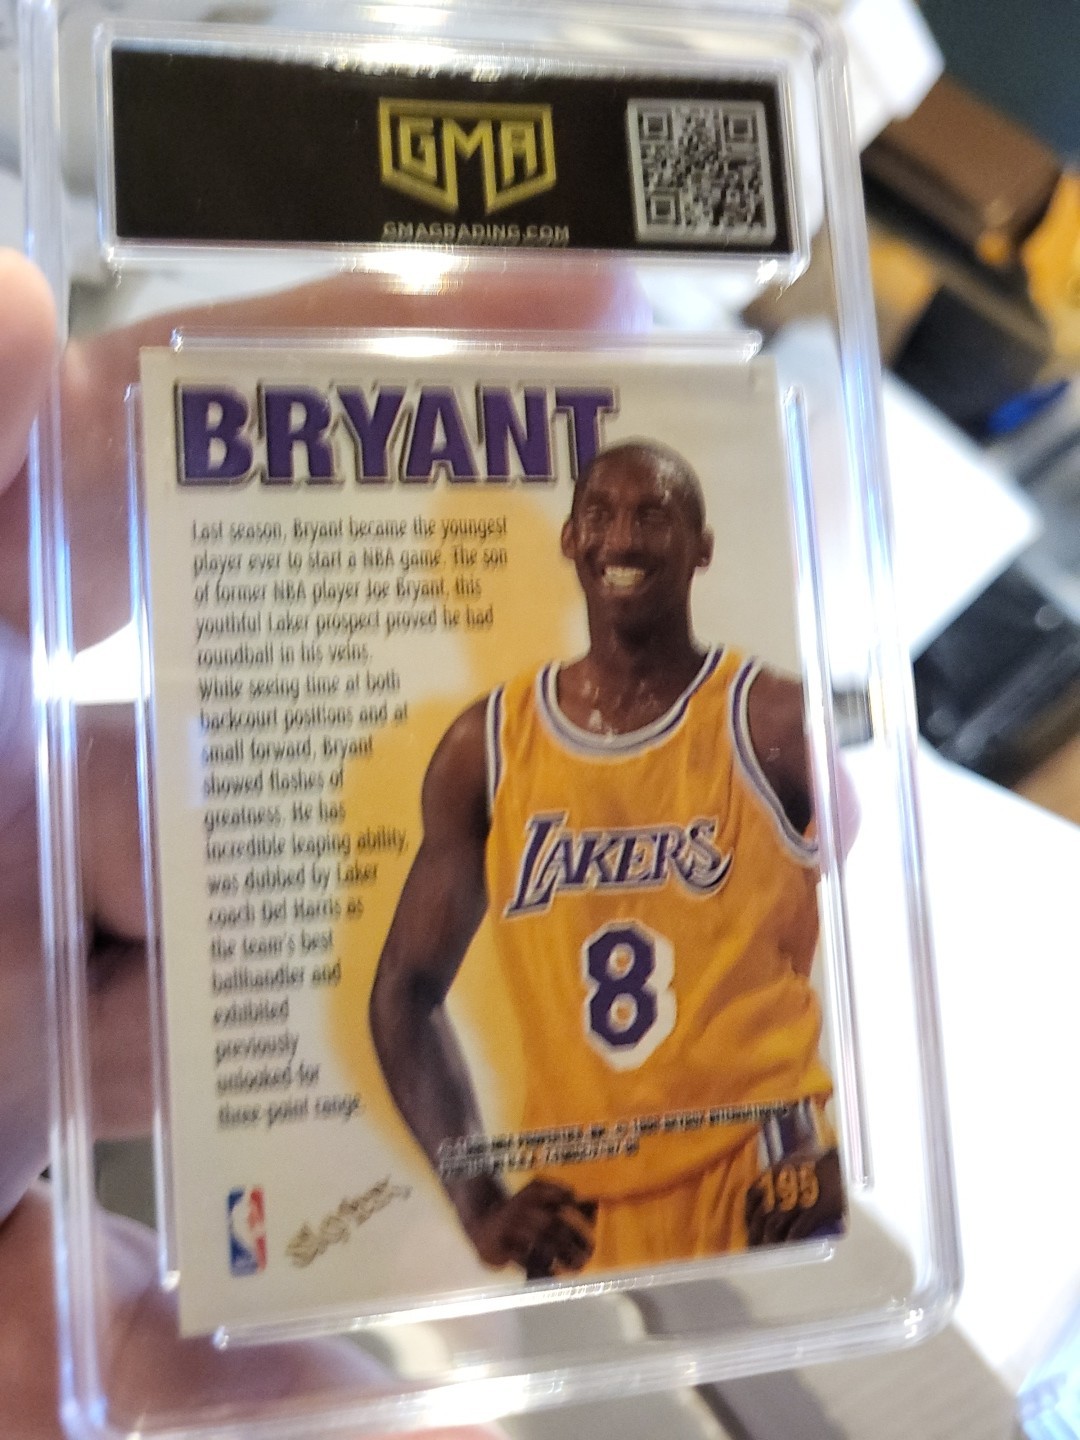 GMA
GMAGRADING.COM
BRYANT
Last season, Bryant became the youngest
player ever to start a NBA game. The son
of former NBA player Joe Bryant, this
youthful Laker prospect proved he had
roundball in his veins.
While seeing time at both
backcourt positions and at
small forward, Bryant
showed flashes of
greatness. He has
incredible leaping ability,
was dubbed by Laker
coach Del Harris as
the team's best
ballhandler and
exhibited
previously
unlooked-for
three-point range.
LAKERS
8
195